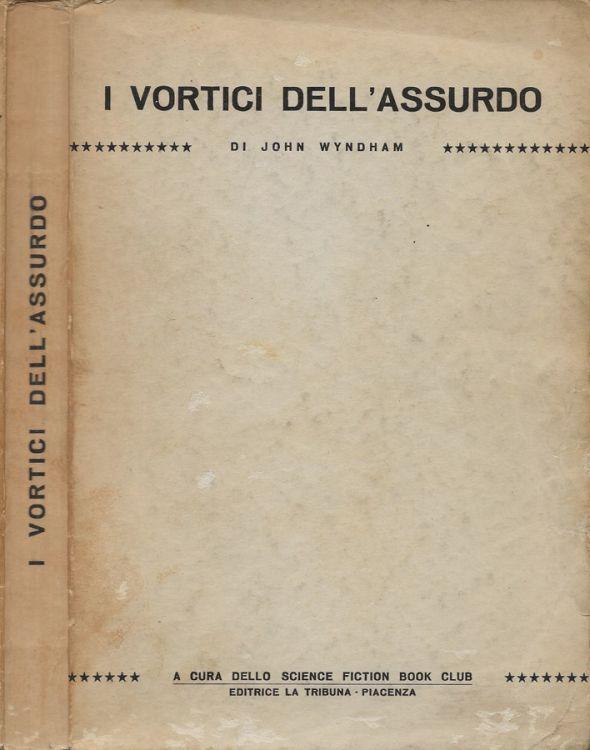 I VORTICI DELL'ASSURDO
I VORTICI DELL'ASSURDO
★★★★★★★★★★ DI JOHN WYNDHAM ★★★★★★★★★★★★
★★★★★★ A CURA DELLO SCIENCE FICTION BOOK CLUB ★★★★★★★
EDITRICE LA TRIBUNA - PIACENZA